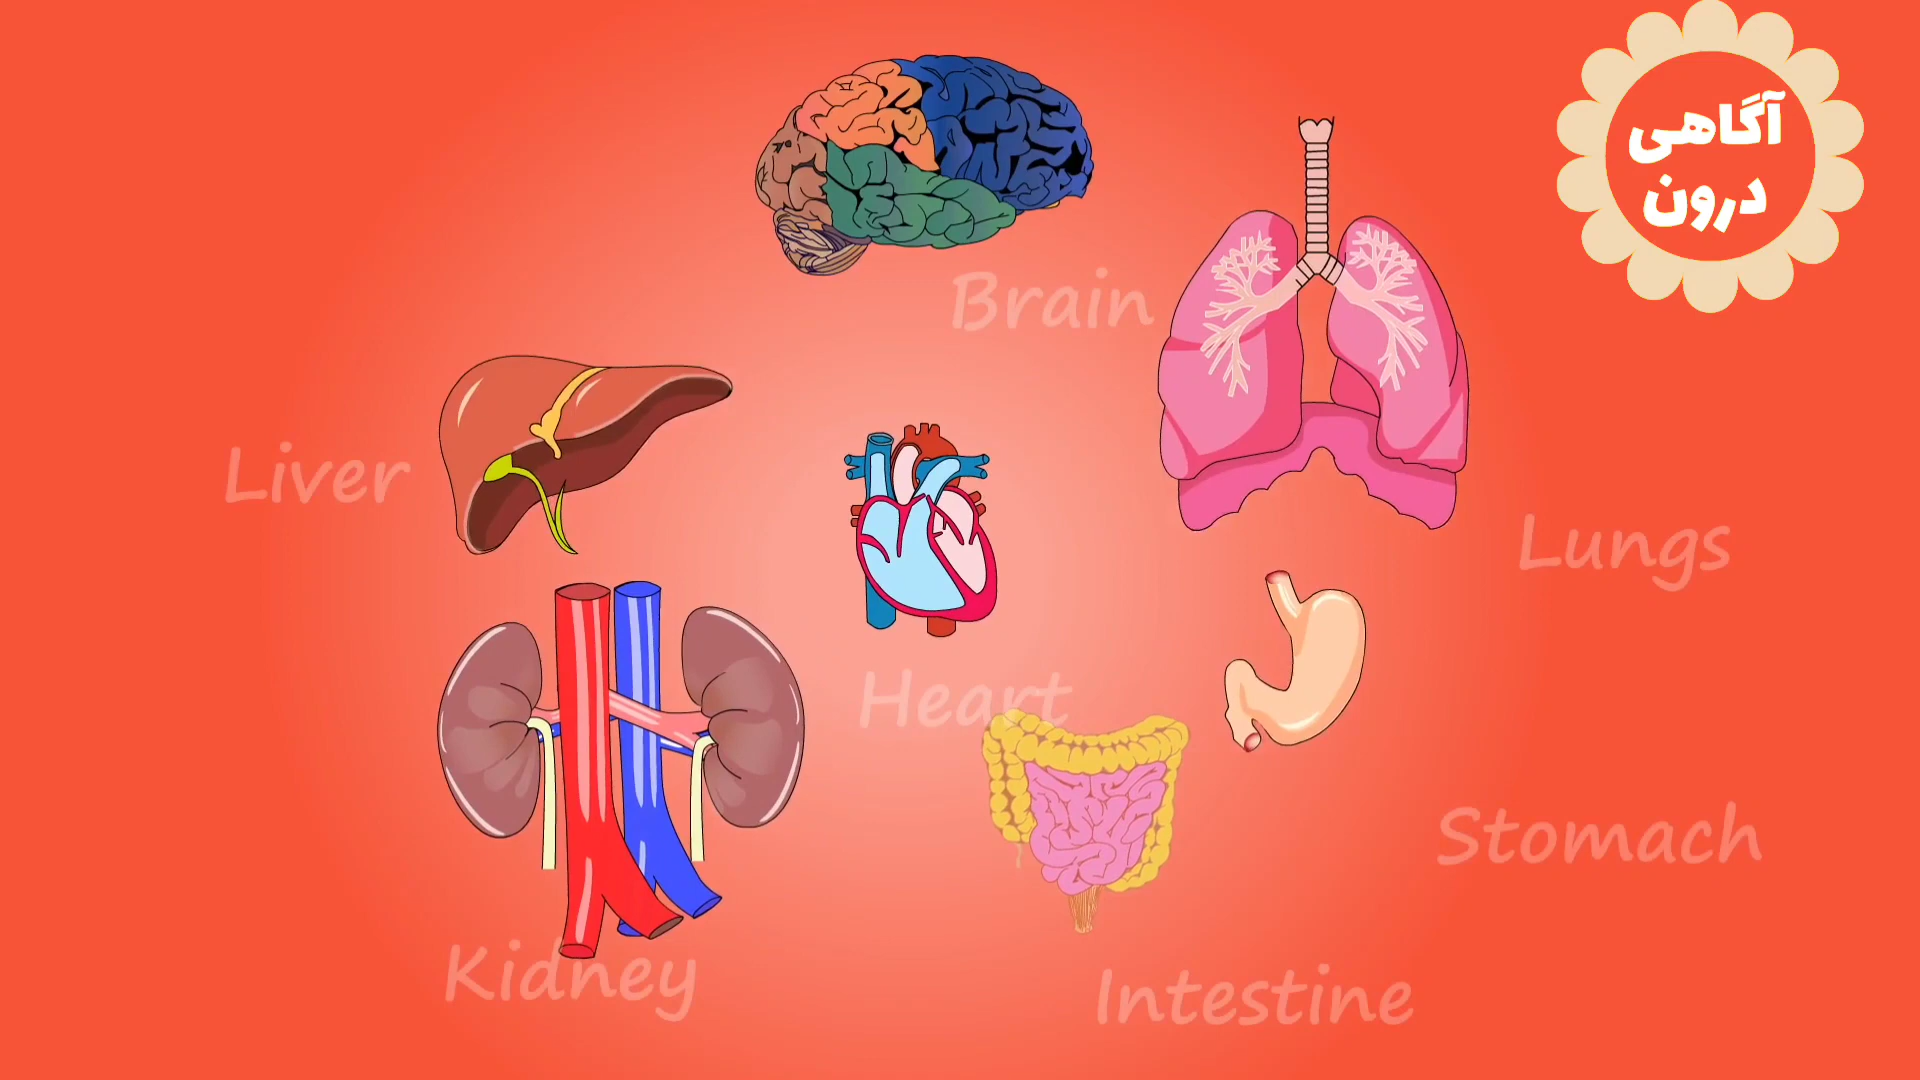 آگاهی
درون
Brain
Liver
Lungs
Heart
Stomach
Kidney
Intestine